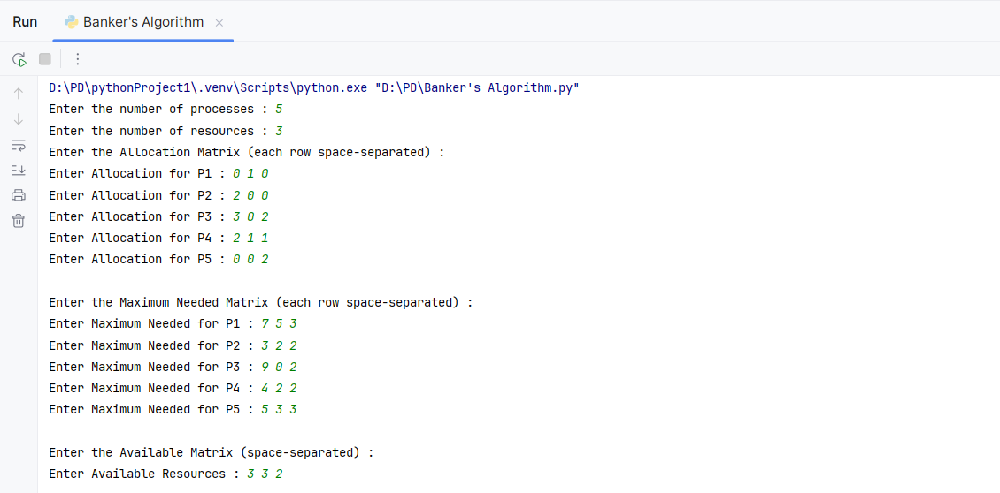 Run Banker's Algorithm
D:\PD\pythonProject1\.venv\Scripts\python.exe "D:\PD\Banker's Algorithm.py"
Enter the number of processes : 5
Enter the number of resources : 3
Enter the Allocation Matrix (each row space-separated) :
Enter Allocation for P1 : 0 1 0
Enter Allocation for P2 : 2 0 0
Enter Allocation for P3 : 3 0 2
Enter Allocation for P4 : 2 1 1
Enter Allocation for P5 : 0 0 2
Enter the Maximum Needed Matrix (each row space-separated) :
Enter Maximum Needed for P1 : 7 5 3
Enter Maximum Needed for P2 : 3 2 2
Enter Maximum Needed for P3 : 9 0 2
Enter Maximum Needed for P4 : 4 2 2
Enter Maximum Needed for P5 : 5 3 3
Enter the Available Matrix (space-separated) :
Enter Available Resources : 3 3 2